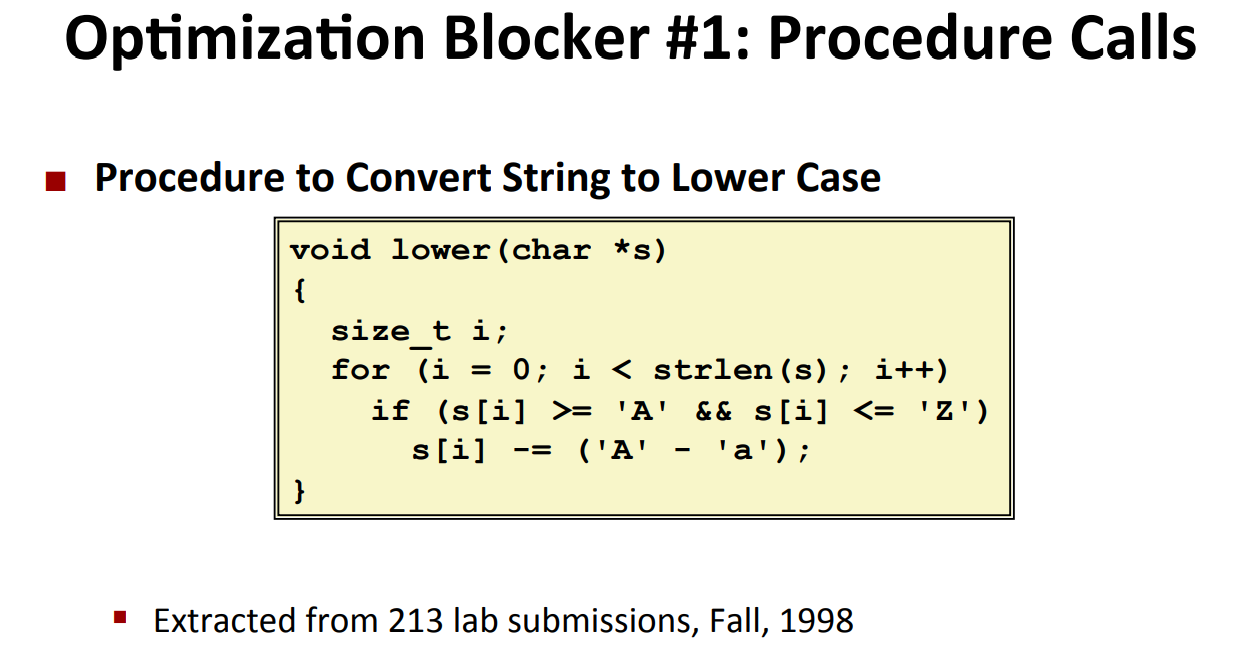 Optimization Blocker #1: Procedure Calls
Procedure to Convert String to Lower Case
void lower(char *s)
{
  size_t i;
  for (i = 0; i < strlen(s); i++)
    if (s[i] >= 'A' && s[i] <= 'Z')
      s[i] -= ('A' - 'a');
}
Extracted from 213 lab submissions, Fall, 1998